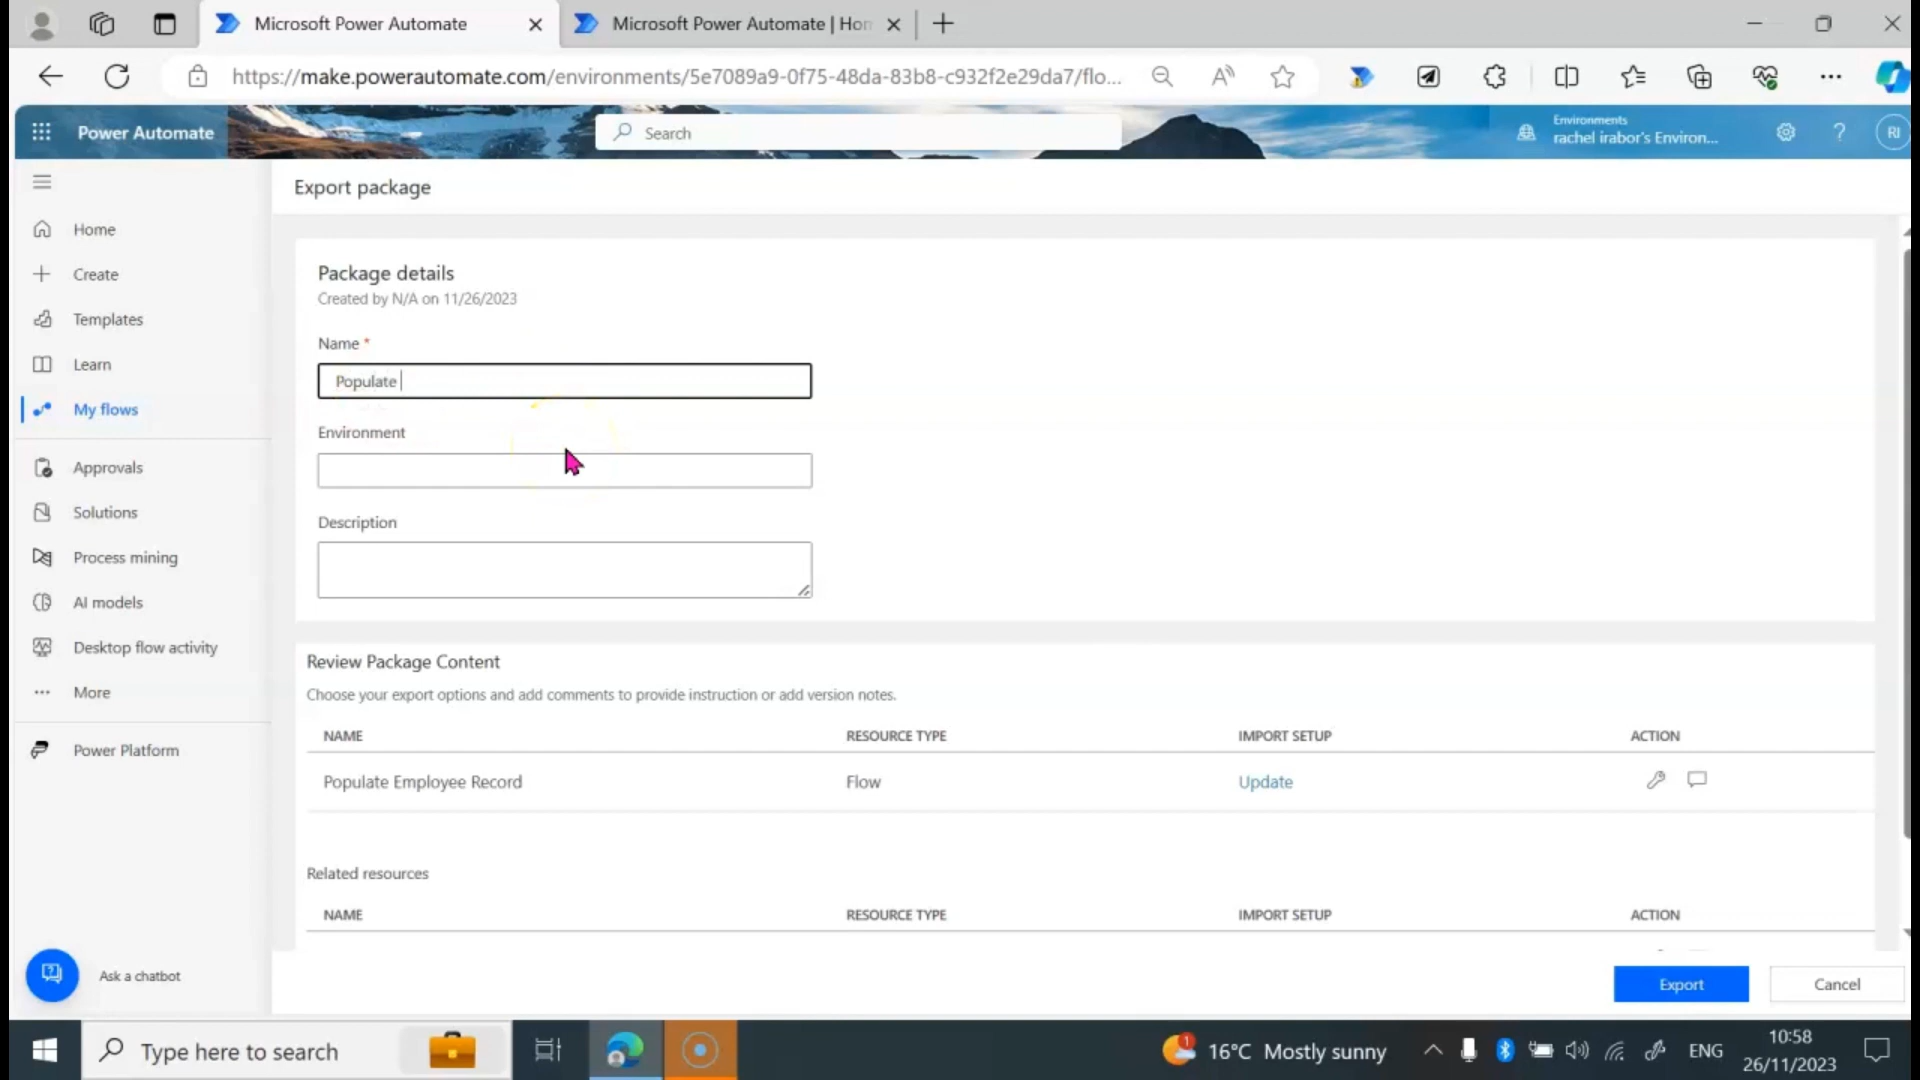 Microsoft Power Automate
Microsoft Power Automate | Hon
https://make.powerautomate.com/environments/5e7089a9-0f75-48da-83b8-c932f2e29da7/flo...
Power Automate
Search
Environments
rachel irabor's Environ...
?
RI
Export package
Home
Create
Templates
Learn
My flows
Approvals
Solutions
Process mining
AI models
Desktop flow activity
More
Power Platform
Ask a chatbot
Package details
Created by N/A on 11/26/2023
Name *
Populate
Environment
Description
Review Package Content
Choose your export options and add comments to provide instruction or add version notes.
NAME RESOURCE TYPE IMPORT SETUP ACTION
Populate Employee Record Flow Update
Related resources
NAME RESOURCE TYPE IMPORT SETUP ACTION
Export Cancel
Type here to search
1
16°C Mostly sunny
ENG
10:58
26/11/2023